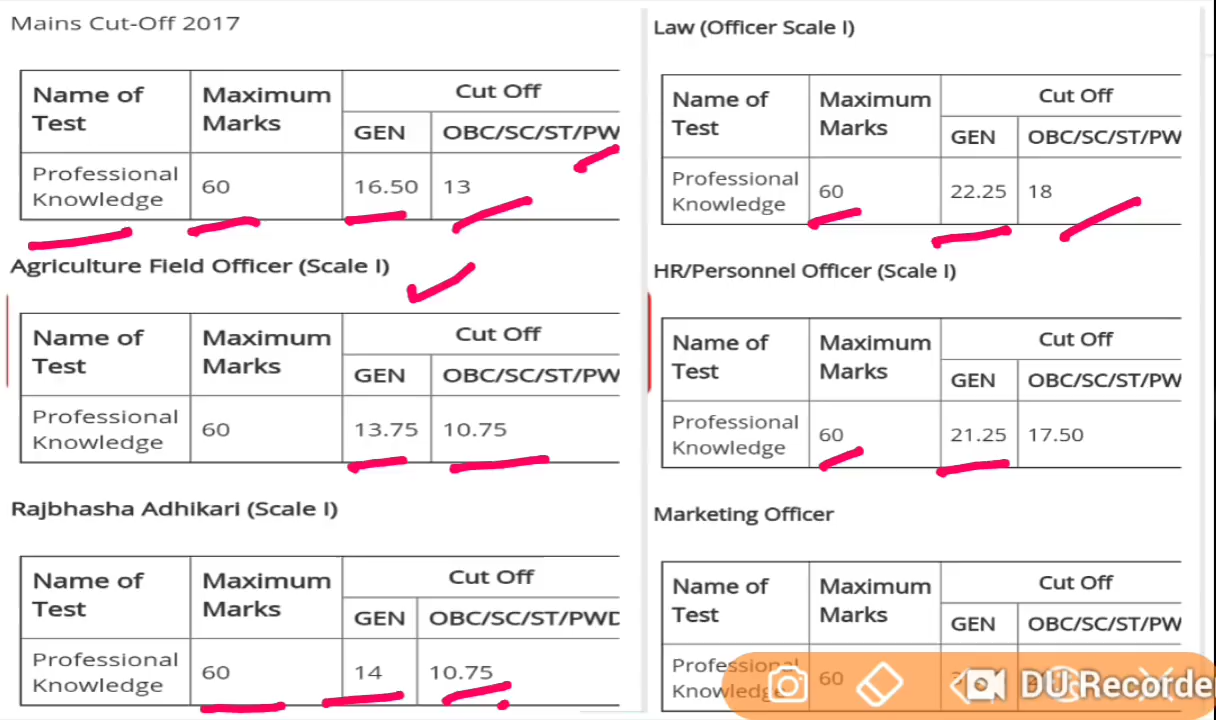 Mains Cut-Off 2017
Name of Test Maximum Marks Cut Off
GEN OBC/SC/ST/PW
Professional Knowledge 60 16.50 13
Agriculture Field Officer (Scale I)
Name of Test Maximum Marks Cut Off
GEN OBC/SC/ST/PW
Professional Knowledge 60 13.75 10.75
Rajbhasha Adhikari (Scale I)
Name of Test Maximum Marks Cut Off
GEN OBC/SC/ST/PWD
Professional Knowledge 60 14 10.75
Law (Officer Scale I)
Name of Test Maximum Marks Cut Off
GEN OBC/SC/ST/PW
Professional Knowledge 60 22.25 18
HR/Personnel Officer (Scale I)
Name of Test Maximum Marks Cut Off
GEN OBC/SC/ST/PW
Professional Knowledge 60 21.25 17.50
Marketing Officer
Name of Test Maximum Marks Cut Off
GEN OBC/SC/ST/PW
Professional Knowledge 60
DU Recorde